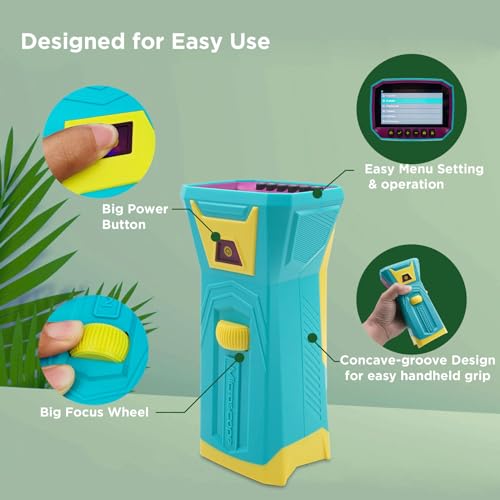 Designed for Easy Use
Easy Menu Setting
& operation
Big Power
Button
Concave-groove Design
for easy handheld grip
Big Focus Wheel